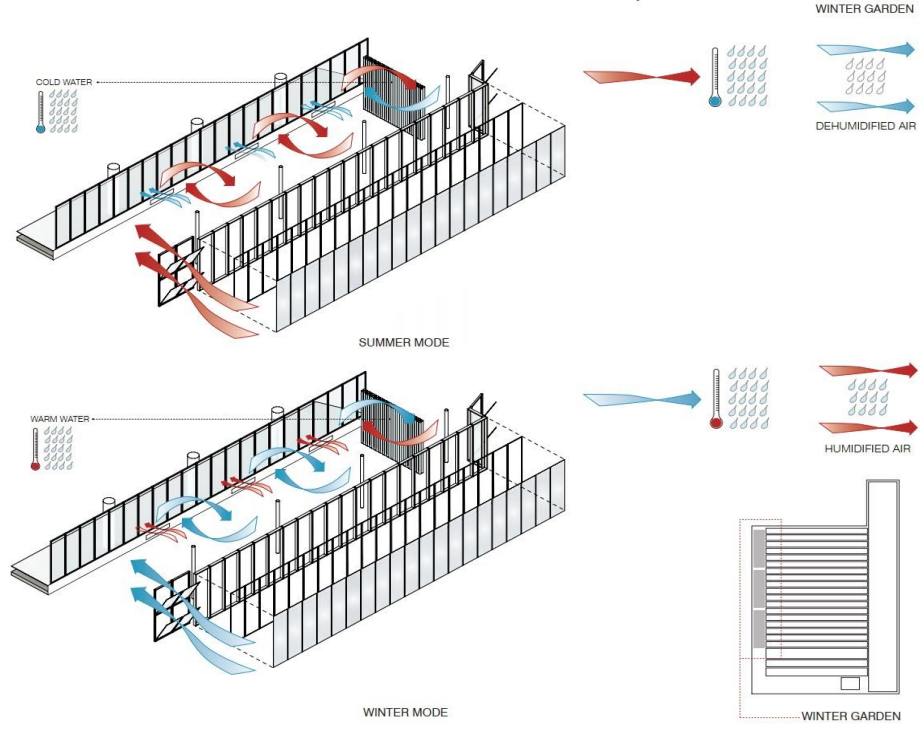 WINTER GARDEN
COLD WATER
DEHUMIDIFIED AIR
SUMMER MODE
WARM WATER
HUMIDIFIED AIR
WINTER MODE
WINTER GARDEN